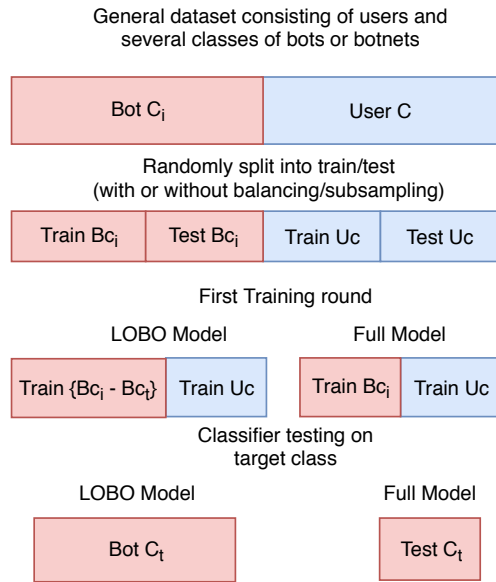 General dataset consisting of users and
several classes of bots or botnets
Bot Cᵢ User C
Randomly split into train/test
(with or without balancing/subsampling)
Train Bcᵢ Test Bcᵢ Train Uc Test Uc
First Training round
LOBO Model Full Model
Train {Bcᵢ - Bcₜ} Train Uc Train Bcᵢ Train Uc
Classifier testing on
target class
LOBO Model Full Model
Bot Cₜ Test Cₜ